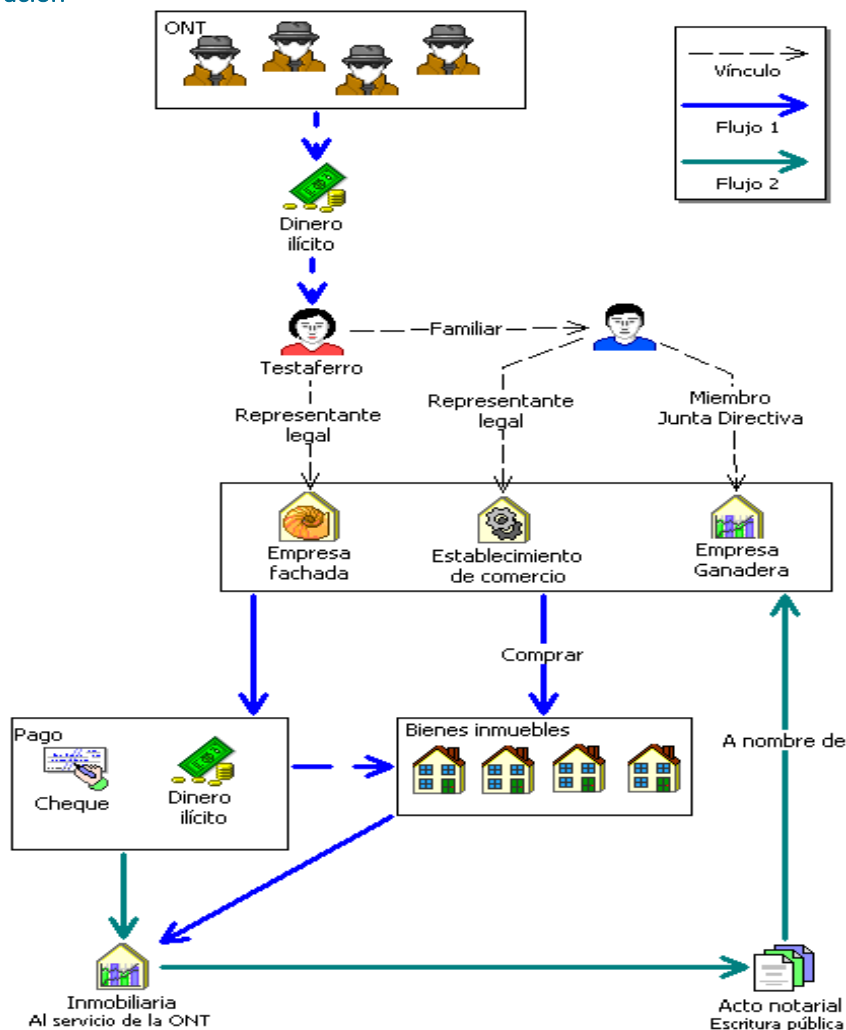 ONT
Vínculo
Flujo 1
Flujo 2
Dinero
ilícito
Familiar
Testaferro
Representante
legal
Representante
legal
Miembro
Junta Directiva
Empresa
fachada
Establecimiento
de comercio
Empresa
Ganadera
Comprar
Pago
Cheque
Dinero
ilícito
Bienes inmuebles
A nombre de
Inmobiliaria
Al servicio de la ONT
Acto notarial
Escritura pública